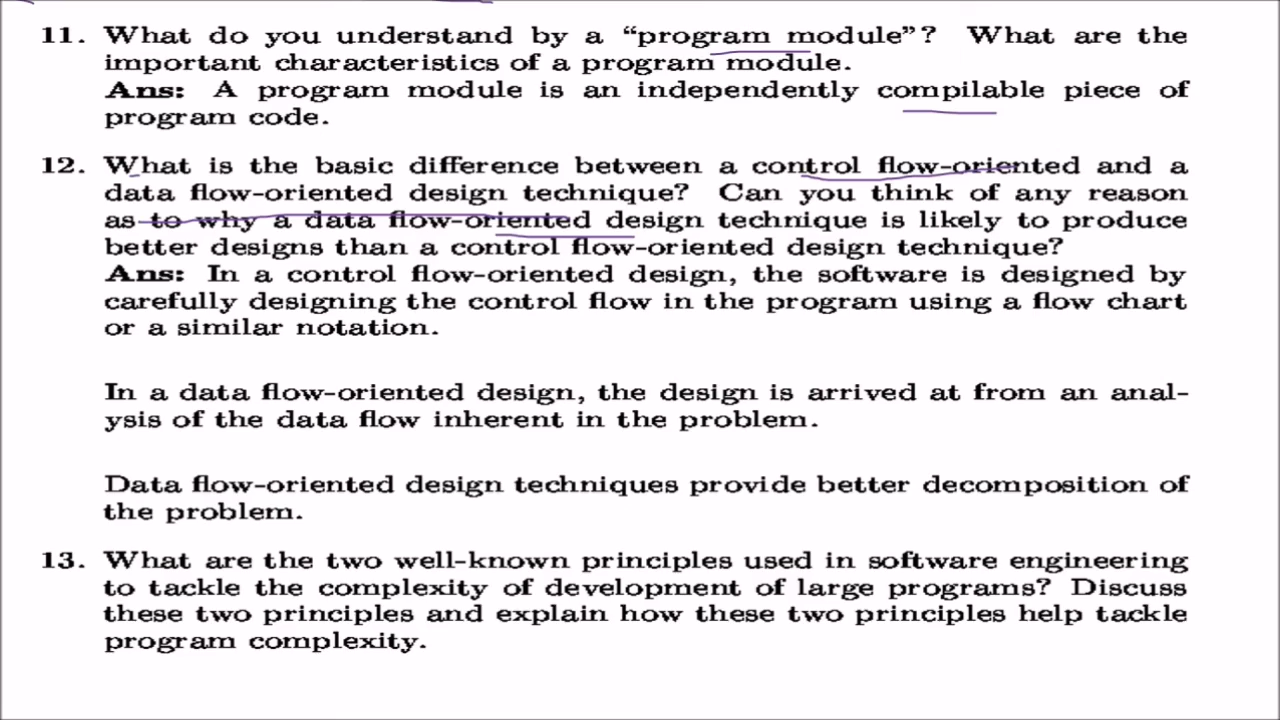 11. What do you understand by a “program module”? What are the
important characteristics of a program module.
Ans: A program module is an independently compilable piece of
program code.
12. What is the basic difference between a control flow-oriented and a
data flow-oriented design technique? Can you think of any reason
as to why a data flow-oriented design technique is likely to produce
better designs than a control flow-oriented design technique?
Ans: In a control flow-oriented design, the software is designed by
carefully designing the control flow in the program using a flow chart
or a similar notation.
In a data flow-oriented design, the design is arrived at from an anal-
ysis of the data flow inherent in the problem.
Data flow-oriented design techniques provide better decomposition of
the problem.
13. What are the two well-known principles used in software engineering
to tackle the complexity of development of large programs? Discuss
these two principles and explain how these two principles help tackle
program complexity.